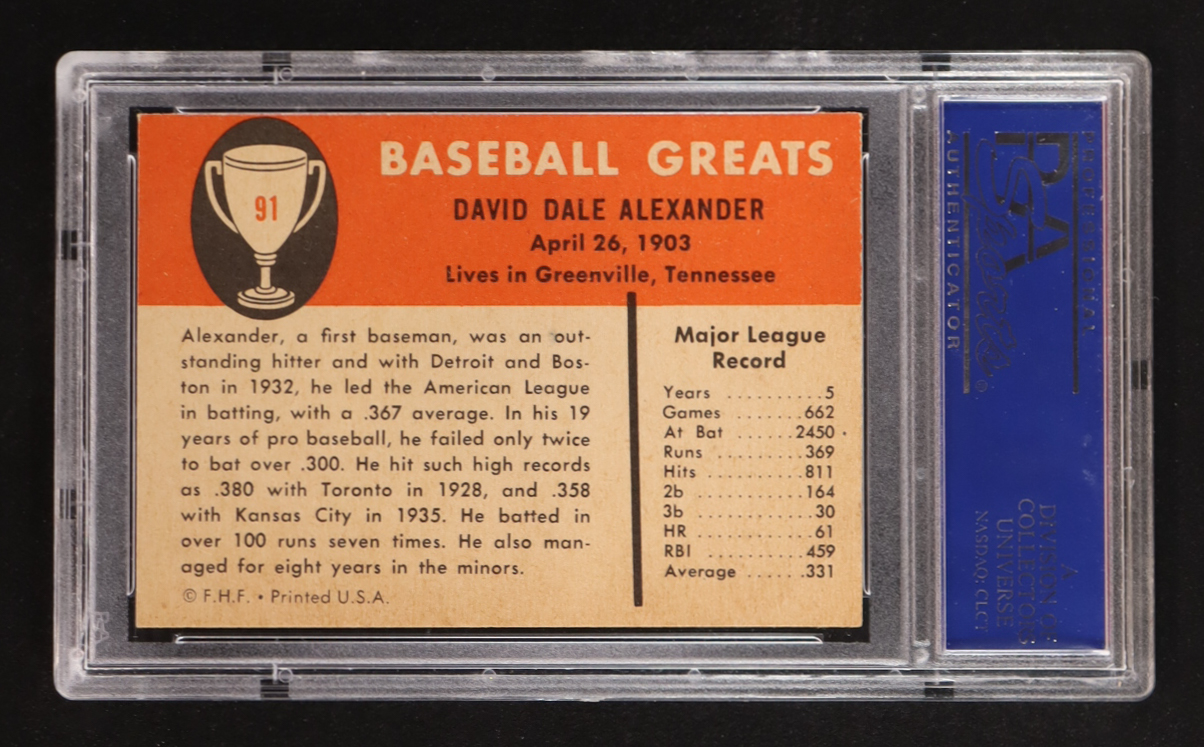 91
BASEBALL GREATS
DAVID DALE ALEXANDER
April 26, 1903
Lives in Greenville, Tennessee
Alexander, a first baseman, was an out-
standing hitter and with Detroit and Bos-
ton in 1932, he led the American League
in batting, with a .367 average. In his 19
years of pro baseball, he failed only twice
to bat over .300. He hit such high records
as .380 with Toronto in 1928, and .358
with Kansas City in 1935. He batted in
over 100 runs seven times. He also man-
aged for eight years in the minors.
© F.H.F. • Printed U.S.A.
Major League
Record
Years ..........5
Games .......662
At Bat ......2450
Runs .........369
Hits ..........811
2b ...........164
3b ............30
HR ............61
RBI ..........459
Average ......331
PROFESSIONAL
PSA
AUTHENTICATOR
A
DIVISION OF
COLLECTORS
UNIVERSE
NASDAQ: CLCT